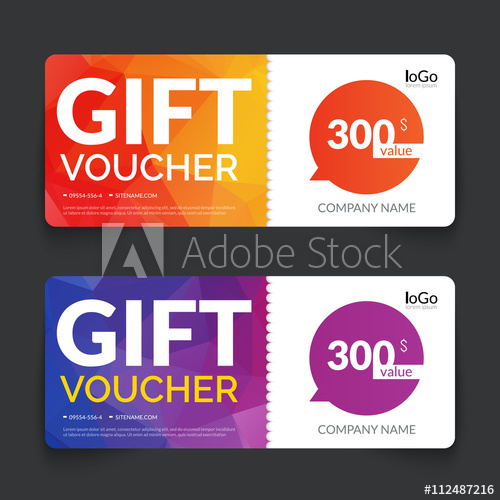 GIFT
VOUCHER
09554-556-4 SITENAME.COM
loGo
lorem ipsum
300 $
value
COMPANY NAME
Adobe Stock
GIFT
VOUCHER
09554-556-4 SITENAME.COM
loGo
lorem ipsum
300 $
value
COMPANY NAME
#112487216